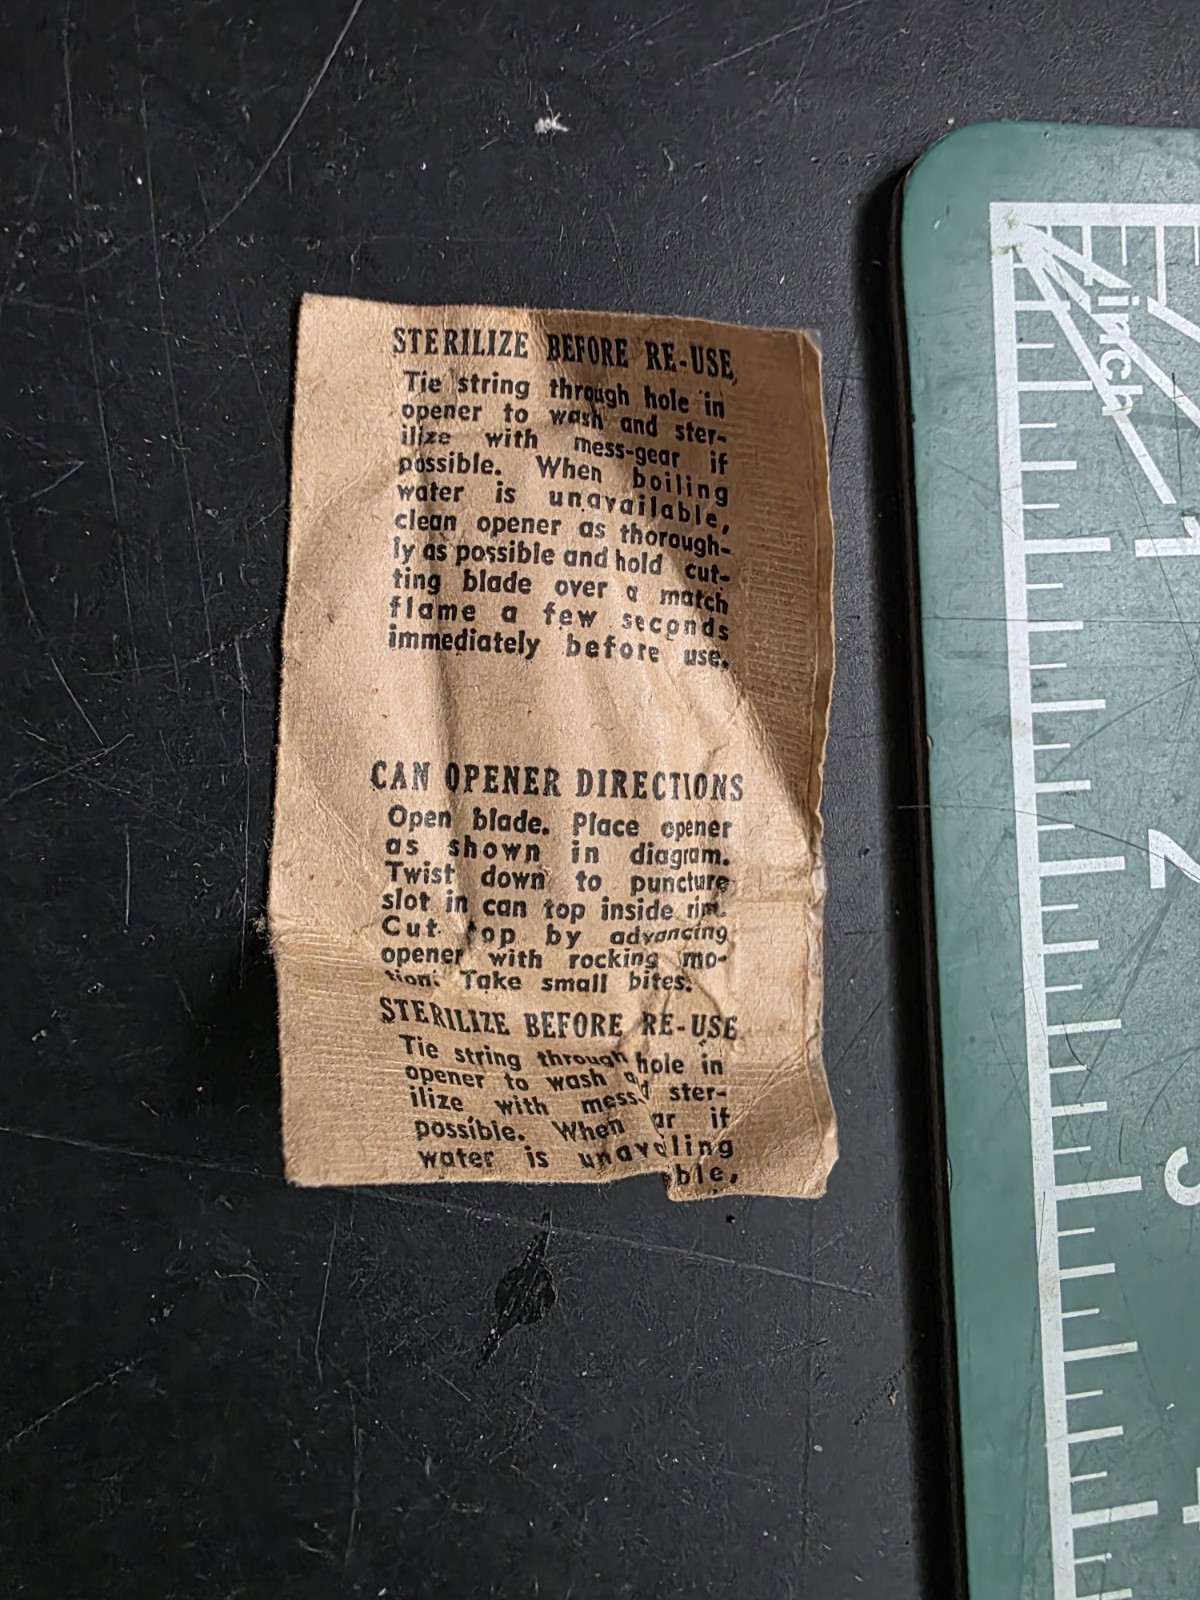 STERILIZE BEFORE RE-USE,
Tie string through hole in
opener to wash and ster-
ilize with mess-gear if
possible. When boiling
water is unavailable,
clean opener as thorough-
ly as possible and hold cut-
ting blade over a match
flame a few seconds
immediately before use.
CAN OPENER DIRECTIONS
Open blade. Place opener
as shown in diagram.
Twist down to puncture
slot in can top inside rim.
Cut top by advancing
opener with rocking mo-
tion. Take small bites.
STERILIZE BEFORE RE-USE
Tie string through hole in
opener to wash ster-
ilize with mess if
possible. When
water is
ble,
inch
1
2
3